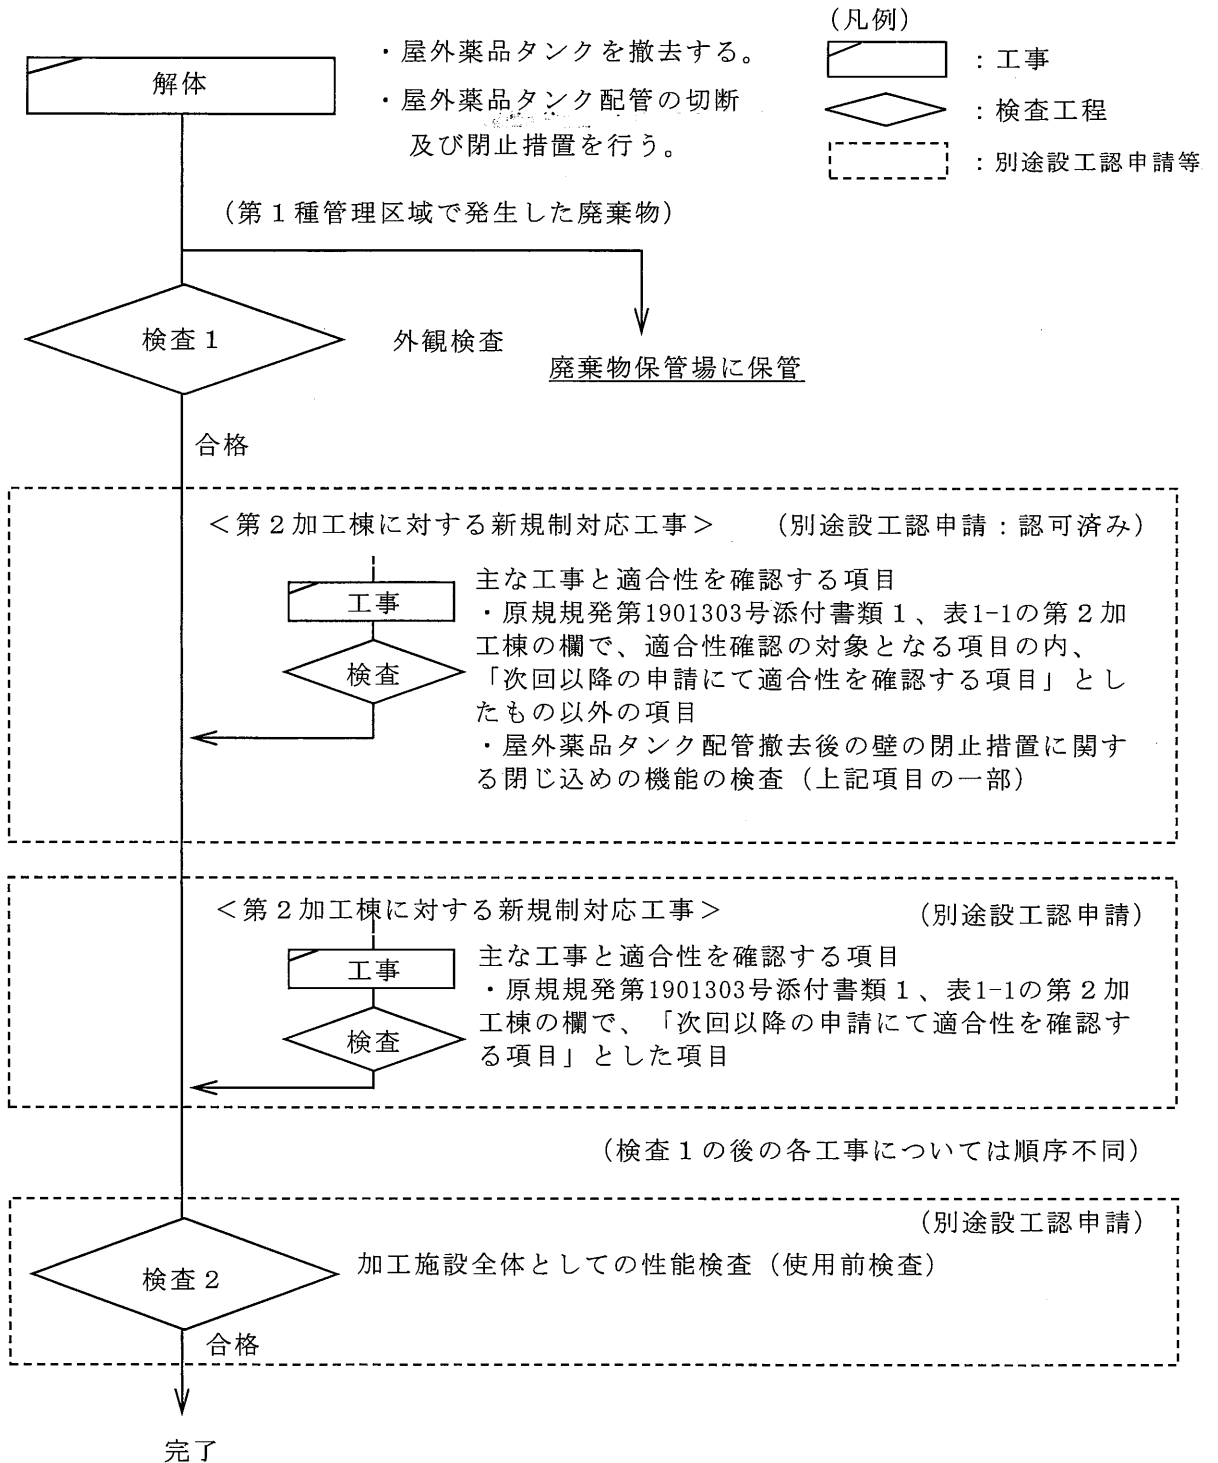 (凡例)
：工事
：検査工程
：別途設工認申請等
解体
・屋外薬品タンクを撤去する。
・屋外薬品タンク配管の切断
及び閉止措置を行う。
(第１種管理区域で発生した廃棄物)
検査１
外観検査
廃棄物保管場に保管
合格
＜第２加工棟に対する新規制対応工事＞
(別途設工認申請：認可済み)
工事
検査
主な工事と適合性を確認する項目
・原規規発第1901303号添付書類１、表1-1の第２加
工棟の欄で、適合性確認の対象となる項目の内、
「次回以降の申請にて適合性を確認する項目」とし
たもの以外の項目
・屋外薬品タンク配管撤去後の壁の閉止措置に関す
る閉じ込めの機能の検査（上記項目の一部）
＜第２加工棟に対する新規制対応工事＞
(別途設工認申請)
工事
検査
主な工事と適合性を確認する項目
・原規規発第1901303号添付書類１、表1-1の第２加
工棟の欄で、「次回以降の申請にて適合性を確認す
る項目」とした項目
(検査１の後の各工事については順序不同)
(別途設工認申請)
検査２
加工施設全体としての性能検査（使用前検査）
合格
完了